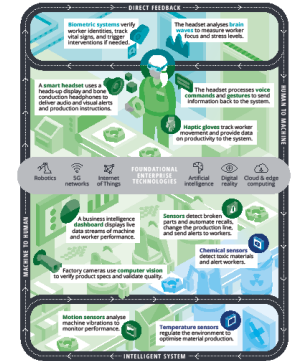 DIRECT FEEDBACK
Biometric systems verify
worker identities, track
vital signs, and trigger
interventions if needed.
The headset analyses brain
waves to measure worker
focus and stress levels.
A smart headset uses a
heads-up display and bone
conduction headphones to
deliver audio and visual alerts
and production instructions.
The headset processes voice
commands and gestures to send
information back to the system.
Haptic gloves track worker
movement and provide data
on productivity to the system.
HUMAN TO MACHINE
Robotics
5G
networks
Internet
of Things
FOUNDATIONAL
ENTERPRISE
TECHNOLOGIES
Artificial
intelligence
Digital
reality
Cloud & edge
computing
MACHINE TO HUMAN
A business intelligence
dashboard displays live
data streams of machine
and worker performance.
Sensors detect broken
parts and automate recalls,
change the production line,
and send alerts to workers.
Chemical sensors
detect toxic materials
and alert workers.
Factory cameras use computer vision
to verify product specs and validate quality.
Motion sensors analyse
machine vibrations to
monitor performance.
Temperature sensors
regulate the environment to
optimise material production.
INTELLIGENT SYSTEM